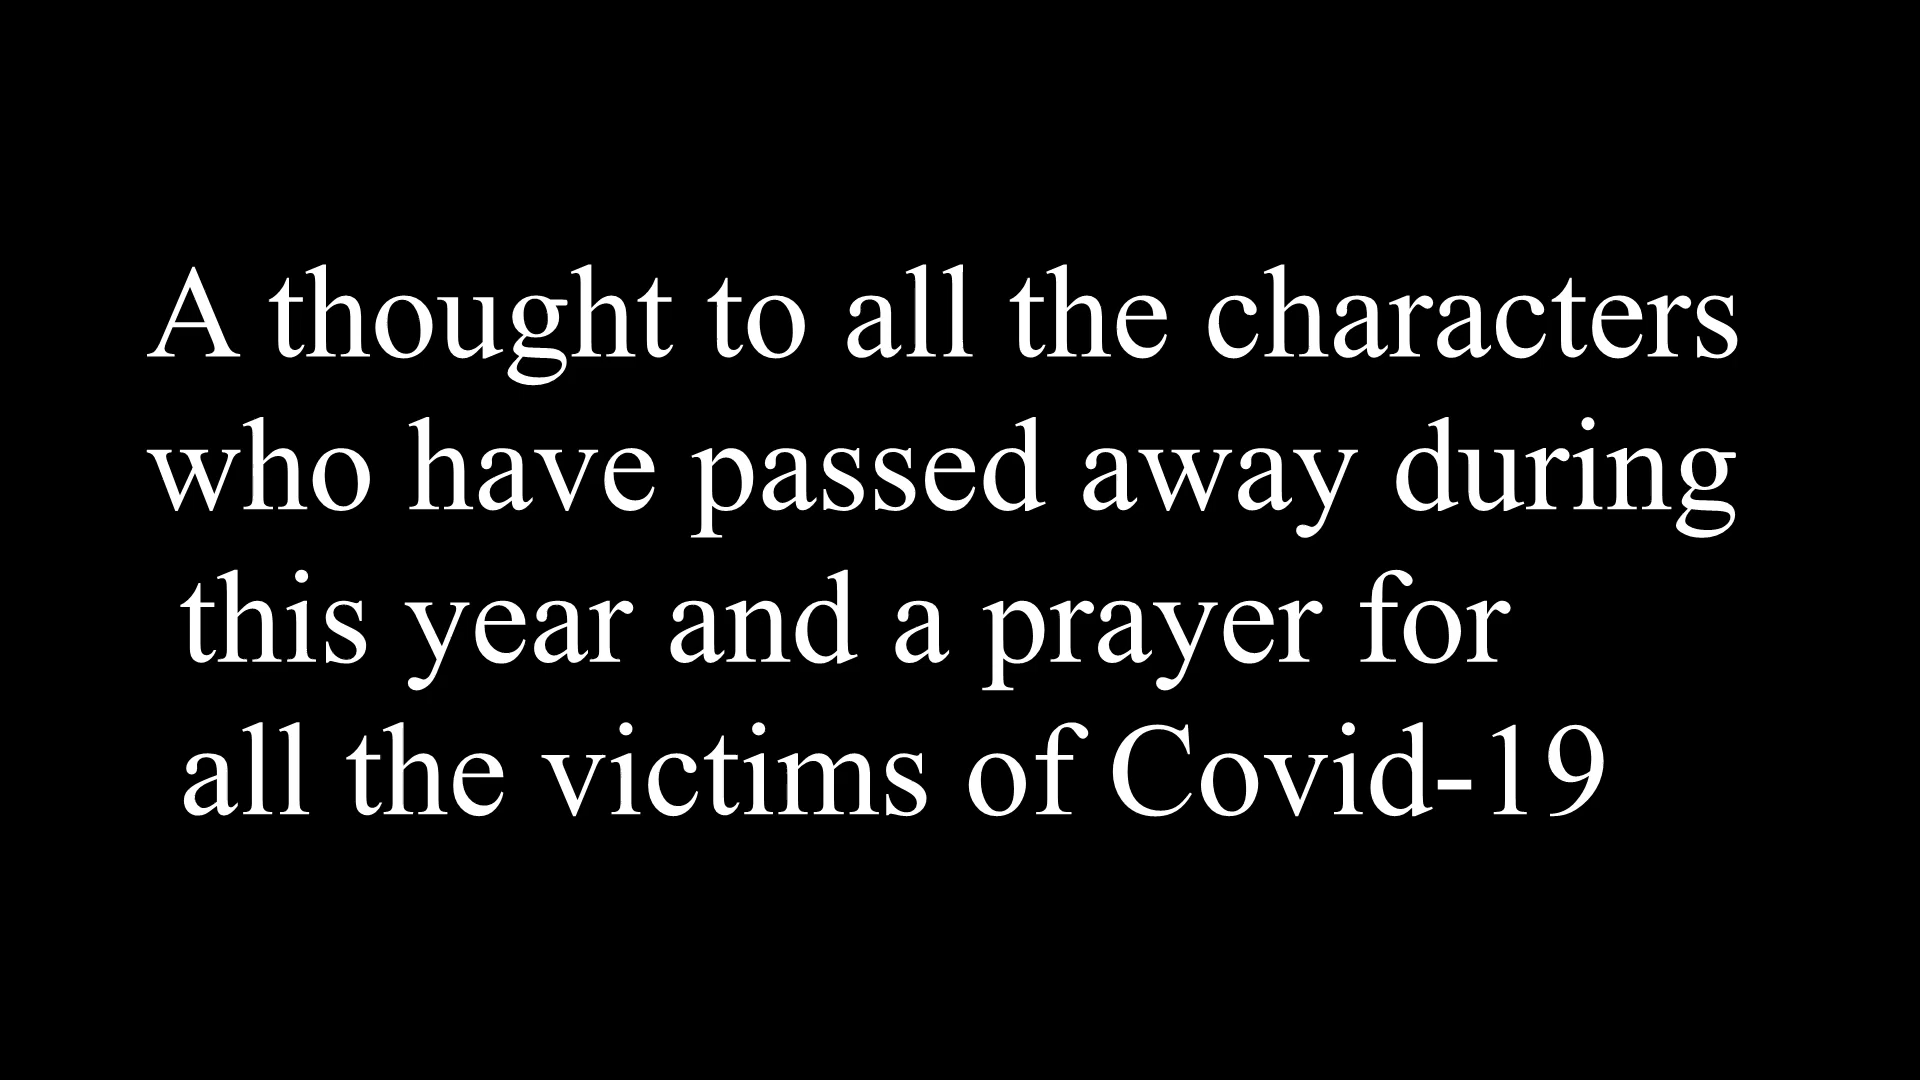 A thought to all the characters
who have passed away during
this year and a prayer for
all the victims of Covid-19